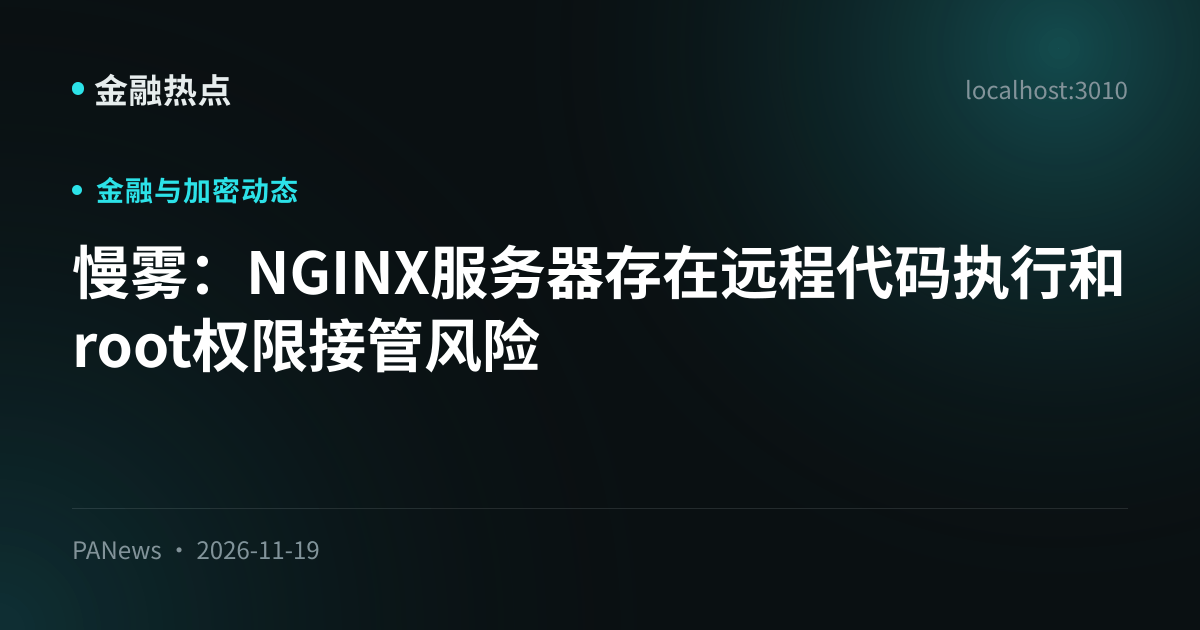 金融热点
localhost:3010
金融与加密动态
慢雾：NGINX服务器存在远程代码执行和
root权限接管风险
PANews • 2026-11-19